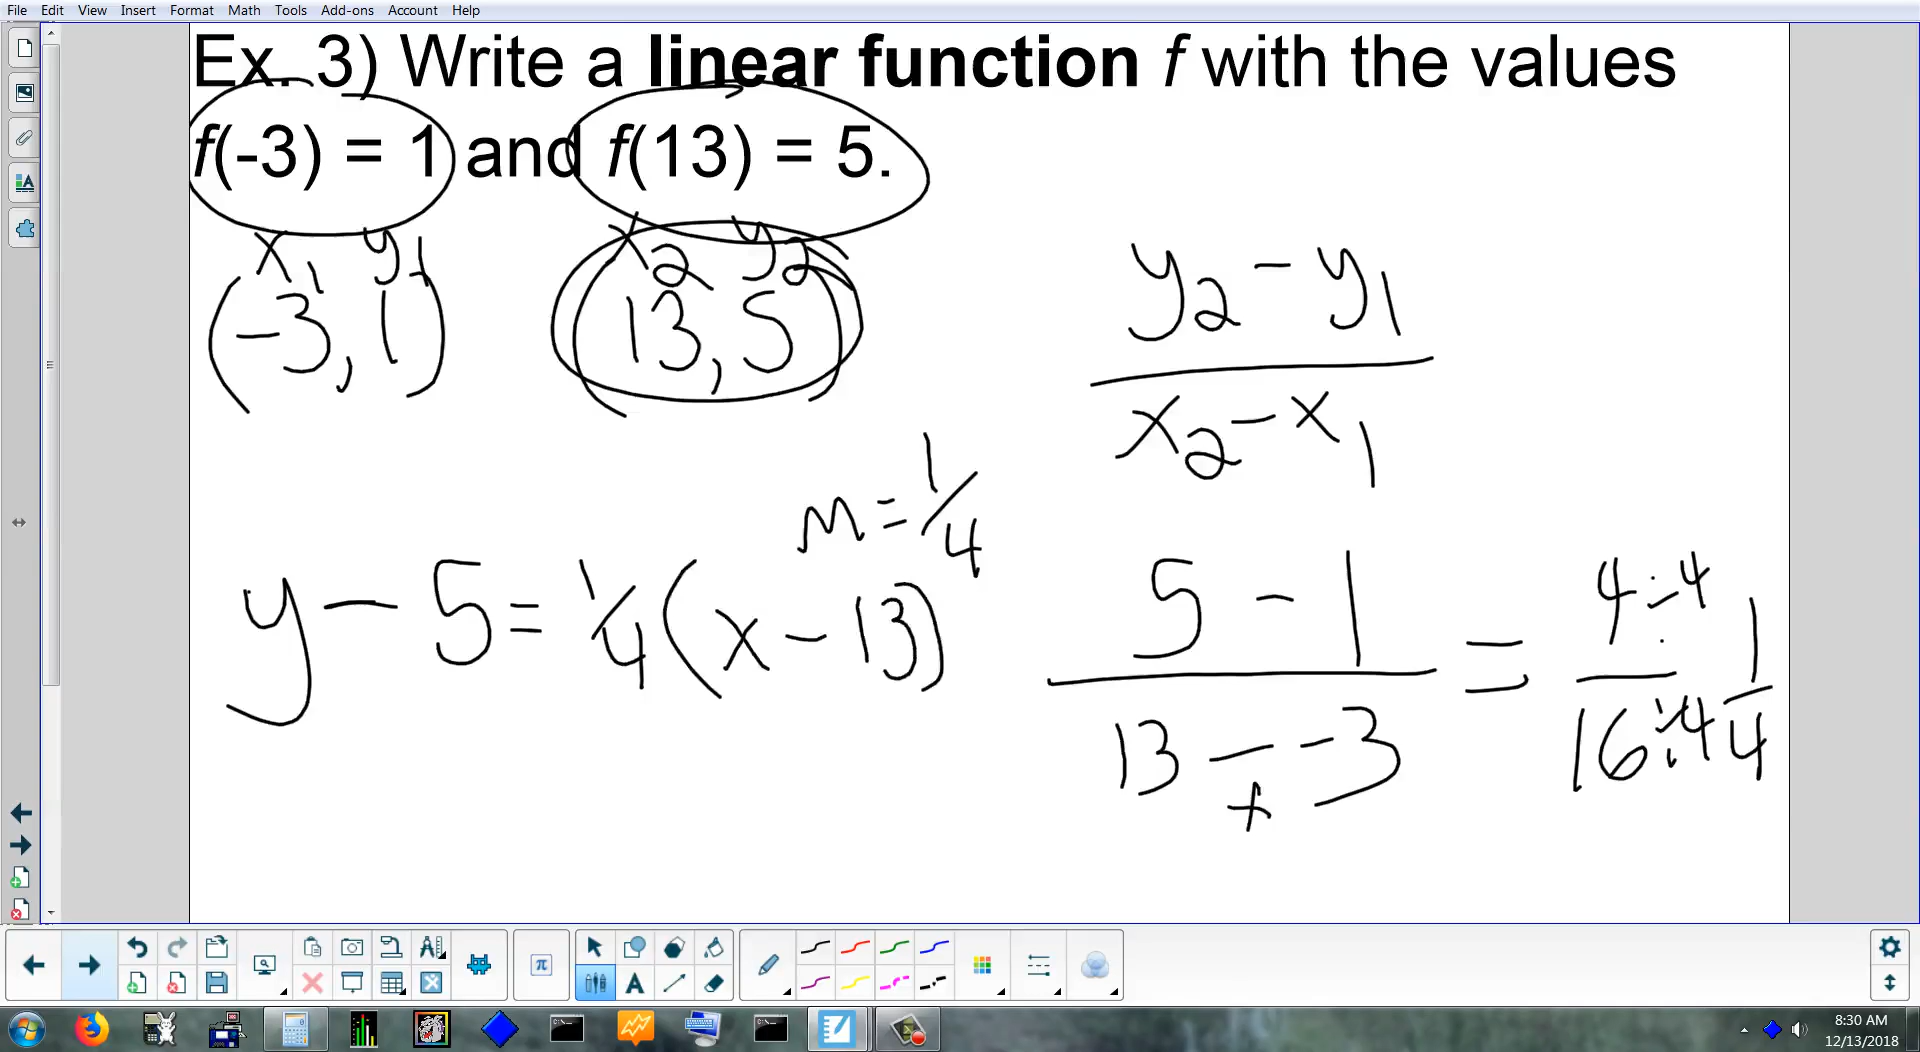 File Edit View Insert Format Math Tools Add-ons Account Help
Ex. 3) Write a linear function f with the values
f(-3) = 1 and f(13) = 5.
x1 y1 x2 y2
(-3, 1) (13, 5)
y2 - y1
x2 - x1
m = 1/4
y - 5 = 1/4 (x - 13)
5 - 1
13 - -3
+
=
4 ÷ 4
16 ÷ 4
1
4
π
A
8:30 AM
12/13/2018